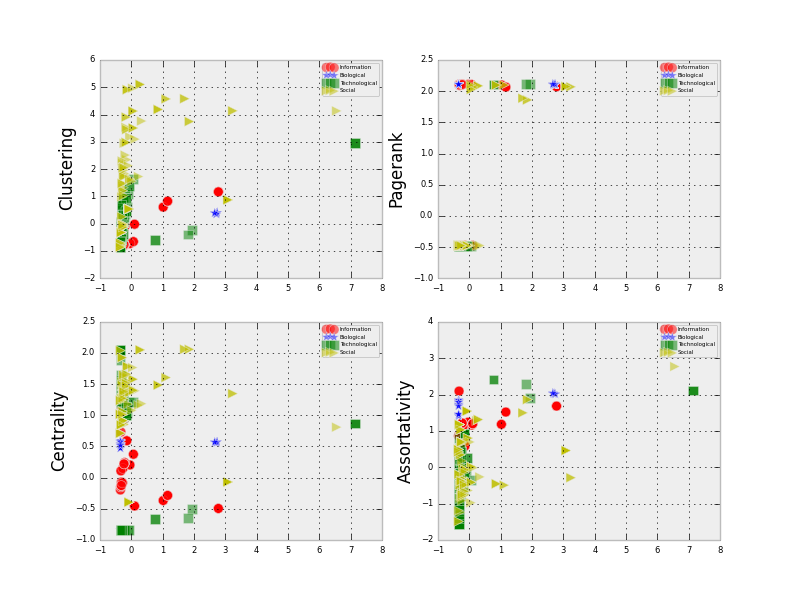 6
5
4
3
2
1
0
−1
−2
Clustering
−1 0 1 2 3 4 5 6 7 8
Information
Biological
Technological
Social
2.5
2.0
1.5
1.0
0.5
0.0
−0.5
−1.0
Pagerank
−1 0 1 2 3 4 5 6 7 8
Information
Biological
Technological
Social
2.5
2.0
1.5
1.0
0.5
0.0
−0.5
−1.0
Centrality
−1 0 1 2 3 4 5 6 7 8
Information
Biological
Technological
Social
4
3
2
1
0
−1
−2
Assortativity
−1 0 1 2 3 4 5 6 7 8
Information
Biological
Technological
Social